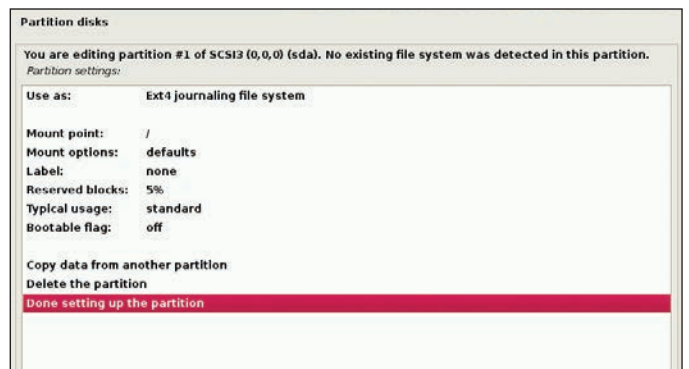 Partition disks
You are editing partition #1 of SCSI3 (0,0,0) (sda). No existing file system was detected in this partition.
Partition settings:
Use as: Ext4 journaling file system
Mount point: /
Mount options: defaults
Label: none
Reserved blocks: 5%
Typical usage: standard
Bootable flag: off
Copy data from another partition
Delete the partition
Done setting up the partition